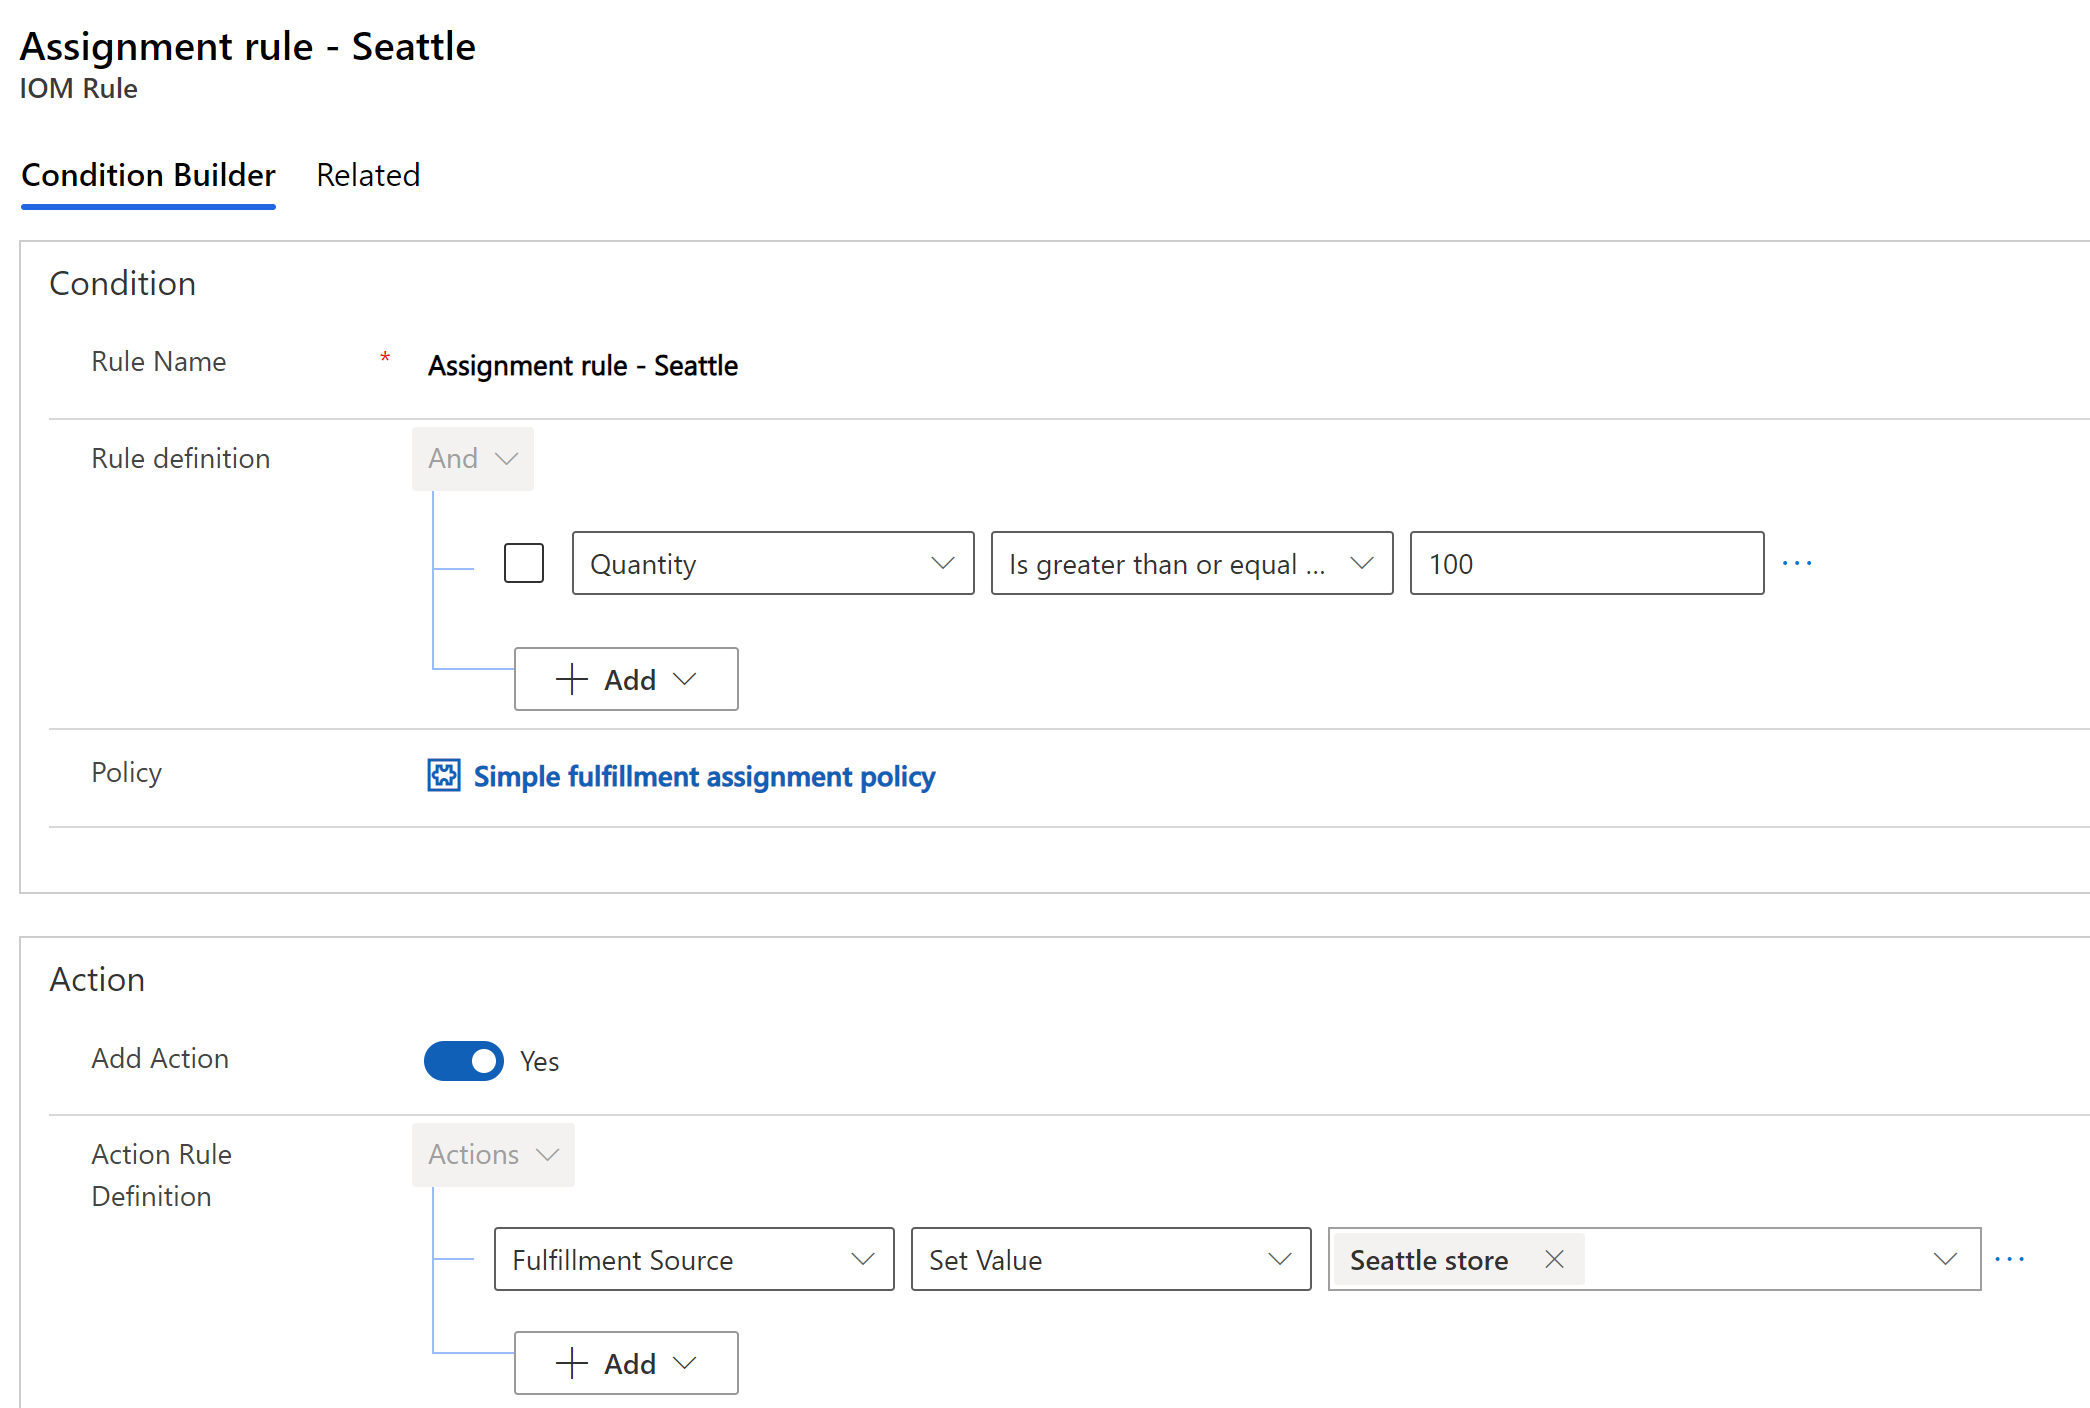 Assignment rule - Seattle
IOM Rule
Condition Builder Related
Condition
Rule Name * Assignment rule - Seattle
Rule definition And
Quantity Is greater than or equal ... 100 ...
Add
Policy Simple fulfillment assignment policy
Action
Add Action Yes
Action Rule Actions
Definition
Fulfillment Source Set Value Seattle store ...
Add